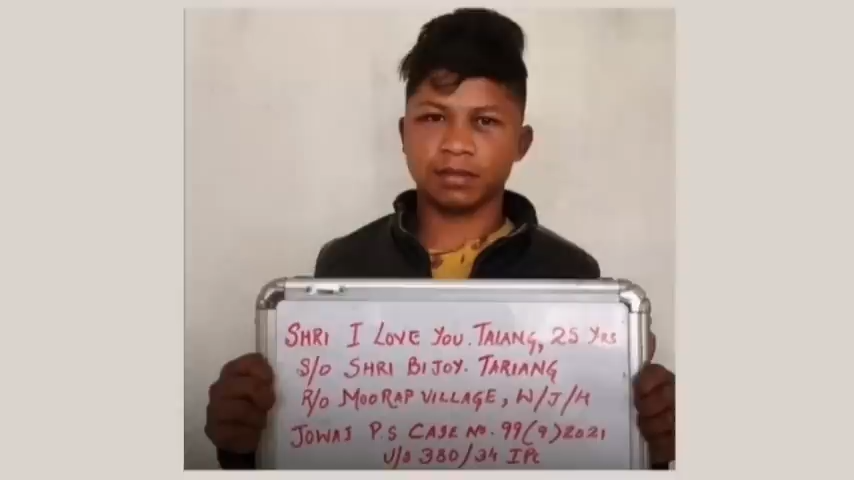 SHRI I LOVE YOU. TALANG, 25 YRS
S/O SHRI BIJOY. TARIANG
R/O MOORAP VILLAGE, W/J/H
JOWAI P.S CASE No. 99(9)2021
U/S 380/34 IPC